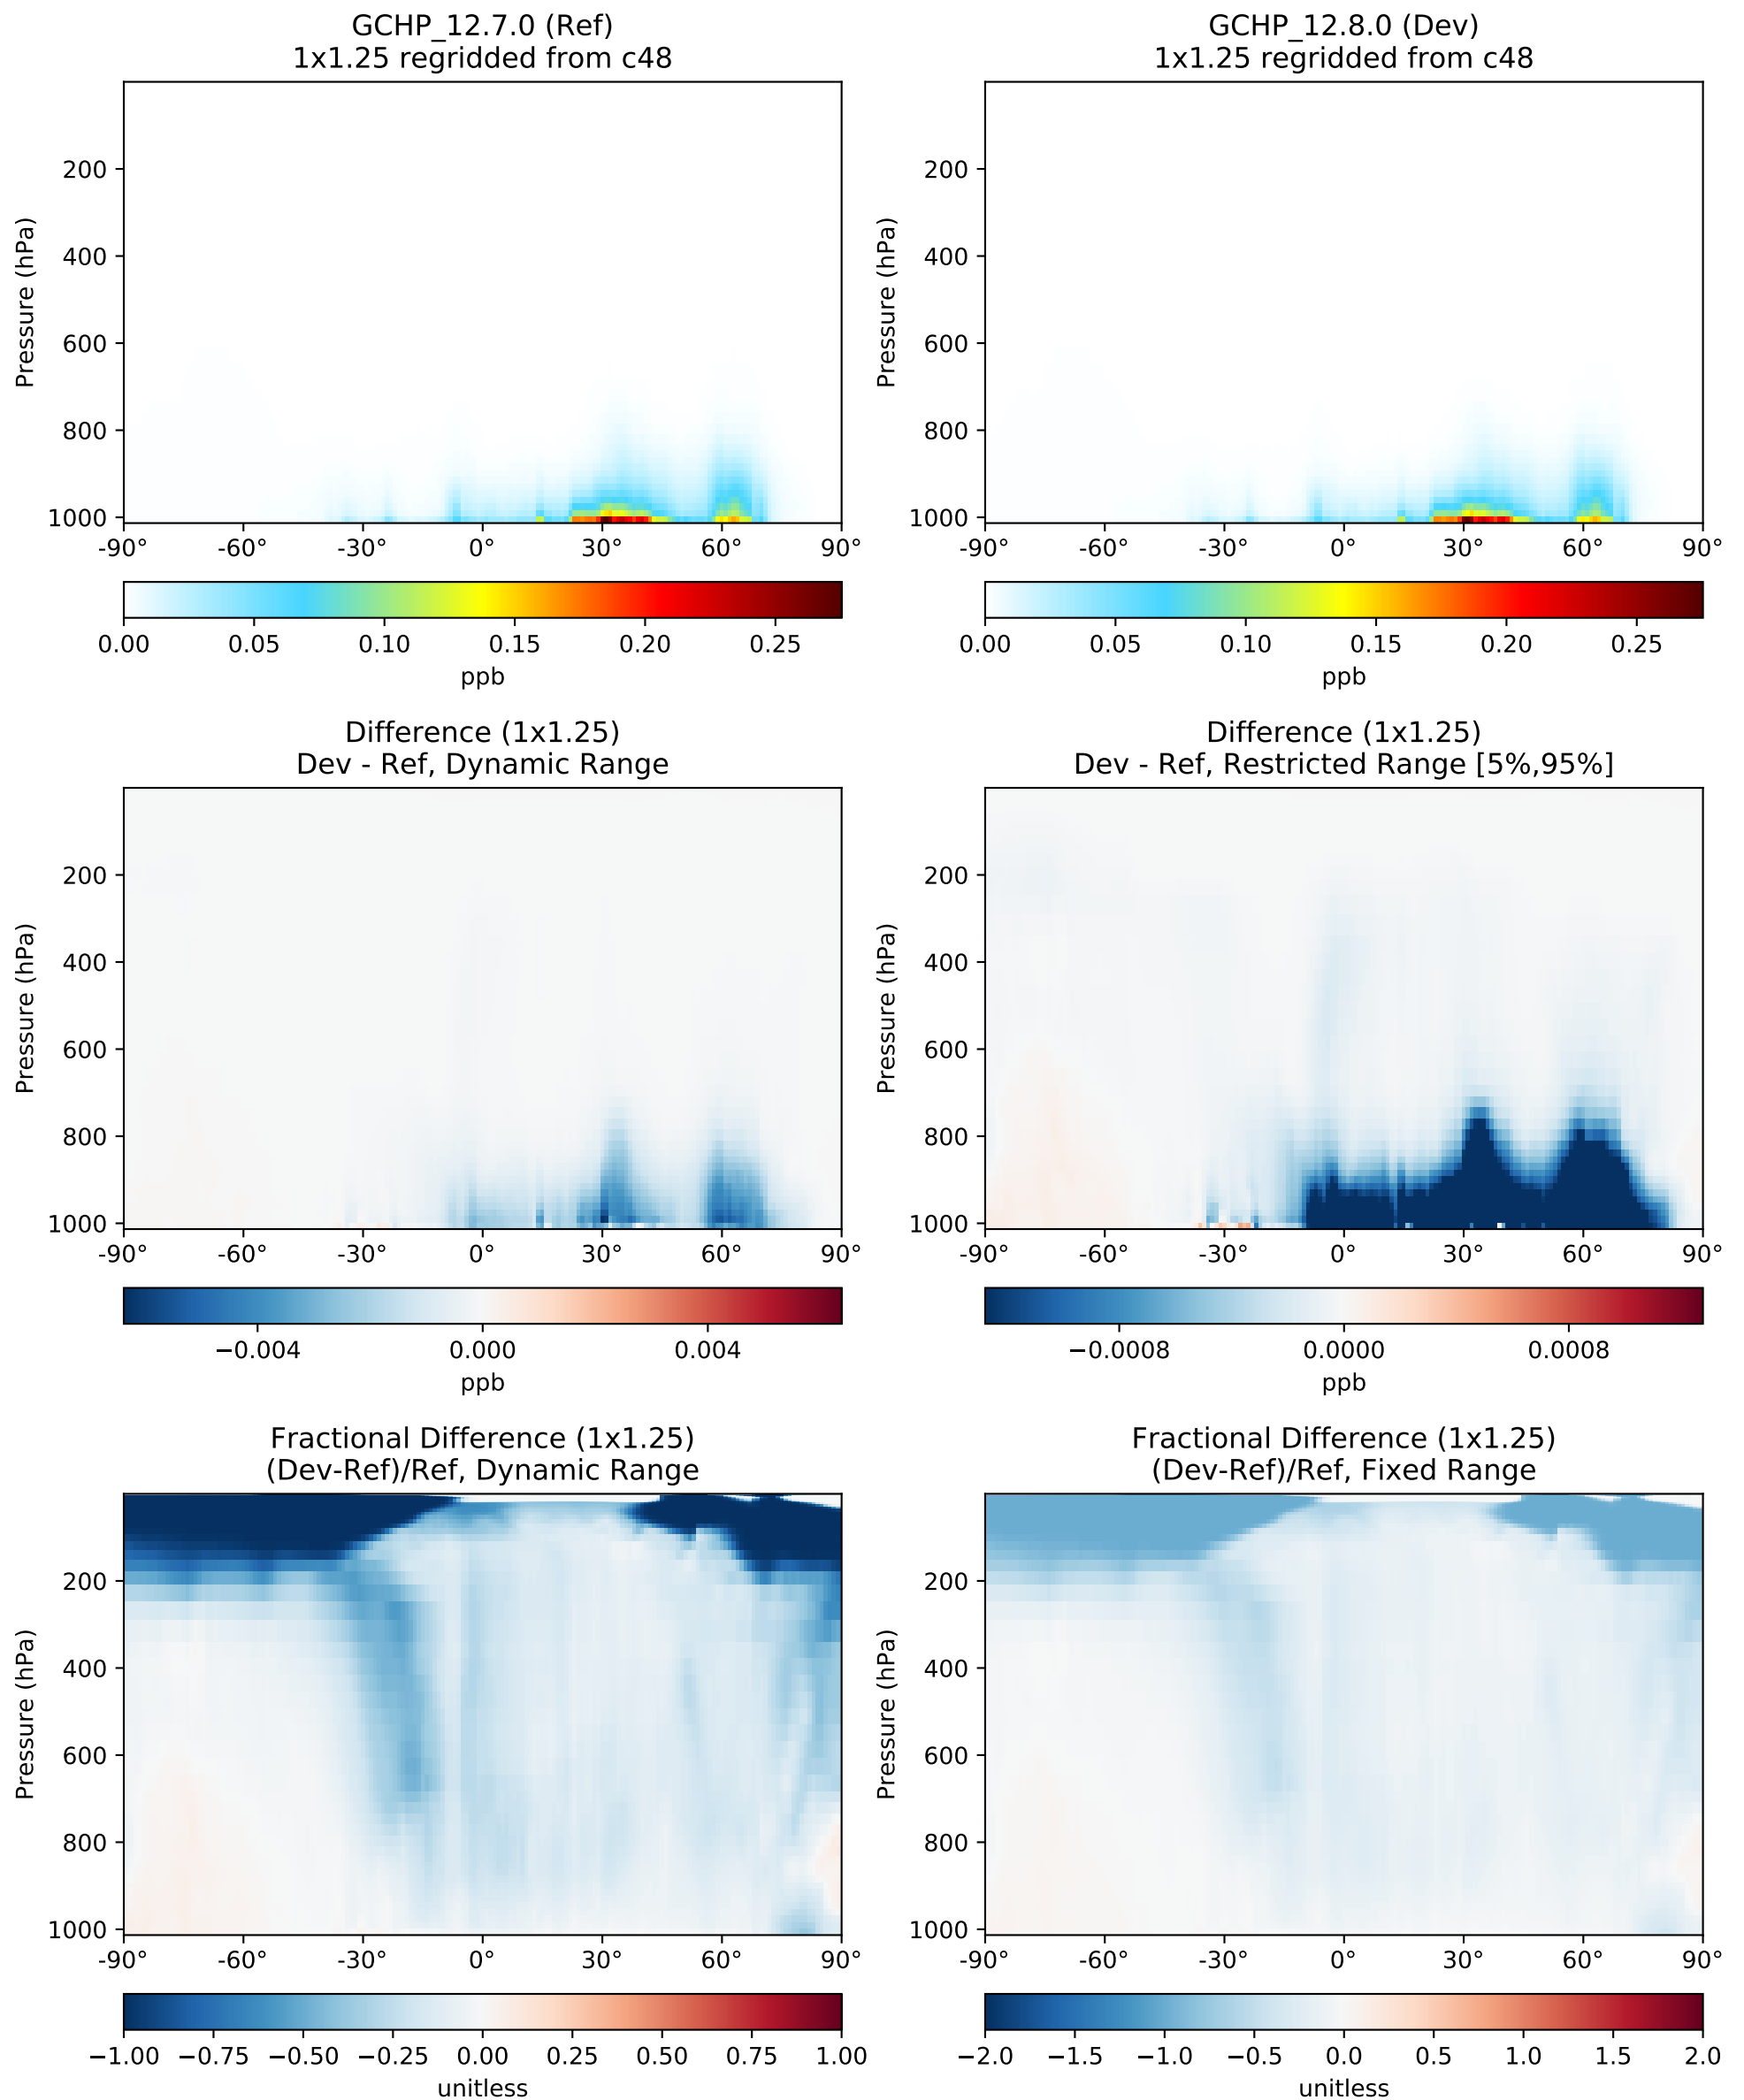 GCHP_12.7.0 (Ref)
1x1.25 regridded from c48
Pressure (hPa)
200
400
600
800
1000
-90° -60° -30° 0° 30° 60° 90°
0.00 0.05 0.10 0.15 0.20 0.25
ppb
GCHP_12.8.0 (Dev)
1x1.25 regridded from c48
Pressure (hPa)
200
400
600
800
1000
-90° -60° -30° 0° 30° 60° 90°
0.00 0.05 0.10 0.15 0.20 0.25
ppb
Difference (1x1.25)
Dev - Ref, Dynamic Range
Pressure (hPa)
200
400
600
800
1000
-90° -60° -30° 0° 30° 60° 90°
−0.004 0.000 0.004
ppb
Difference (1x1.25)
Dev - Ref, Restricted Range [5%,95%]
Pressure (hPa)
200
400
600
800
1000
-90° -60° -30° 0° 30° 60° 90°
−0.0008 0.0000 0.0008
ppb
Fractional Difference (1x1.25)
(Dev-Ref)/Ref, Dynamic Range
Pressure (hPa)
200
400
600
800
1000
-90° -60° -30° 0° 30° 60° 90°
−1.00 −0.75 −0.50 −0.25 0.00 0.25 0.50 0.75 1.00
unitless
Fractional Difference (1x1.25)
(Dev-Ref)/Ref, Fixed Range
Pressure (hPa)
200
400
600
800
1000
-90° -60° -30° 0° 30° 60° 90°
−2.0 −1.5 −1.0 −0.5 0.0 0.5 1.0 1.5 2.0
unitless